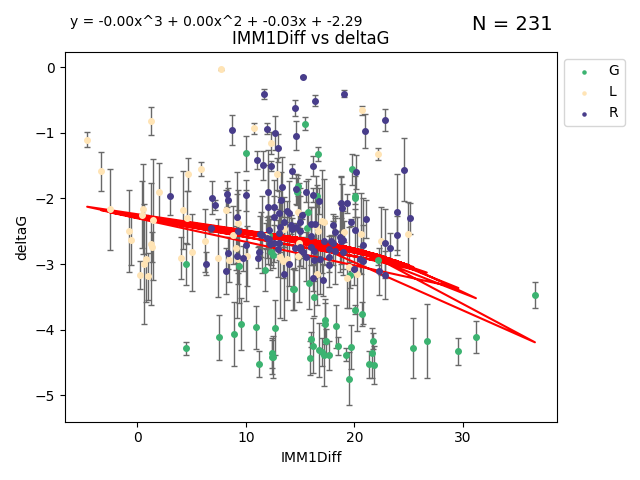 y = -0.00x^3 + 0.00x^2 + -0.03x + -2.29
N = 231
IMM1Diff vs deltaG
G
L
R
deltaG
0
−1
−2
−3
−4
−5
0 10 20 30
IMM1Diff